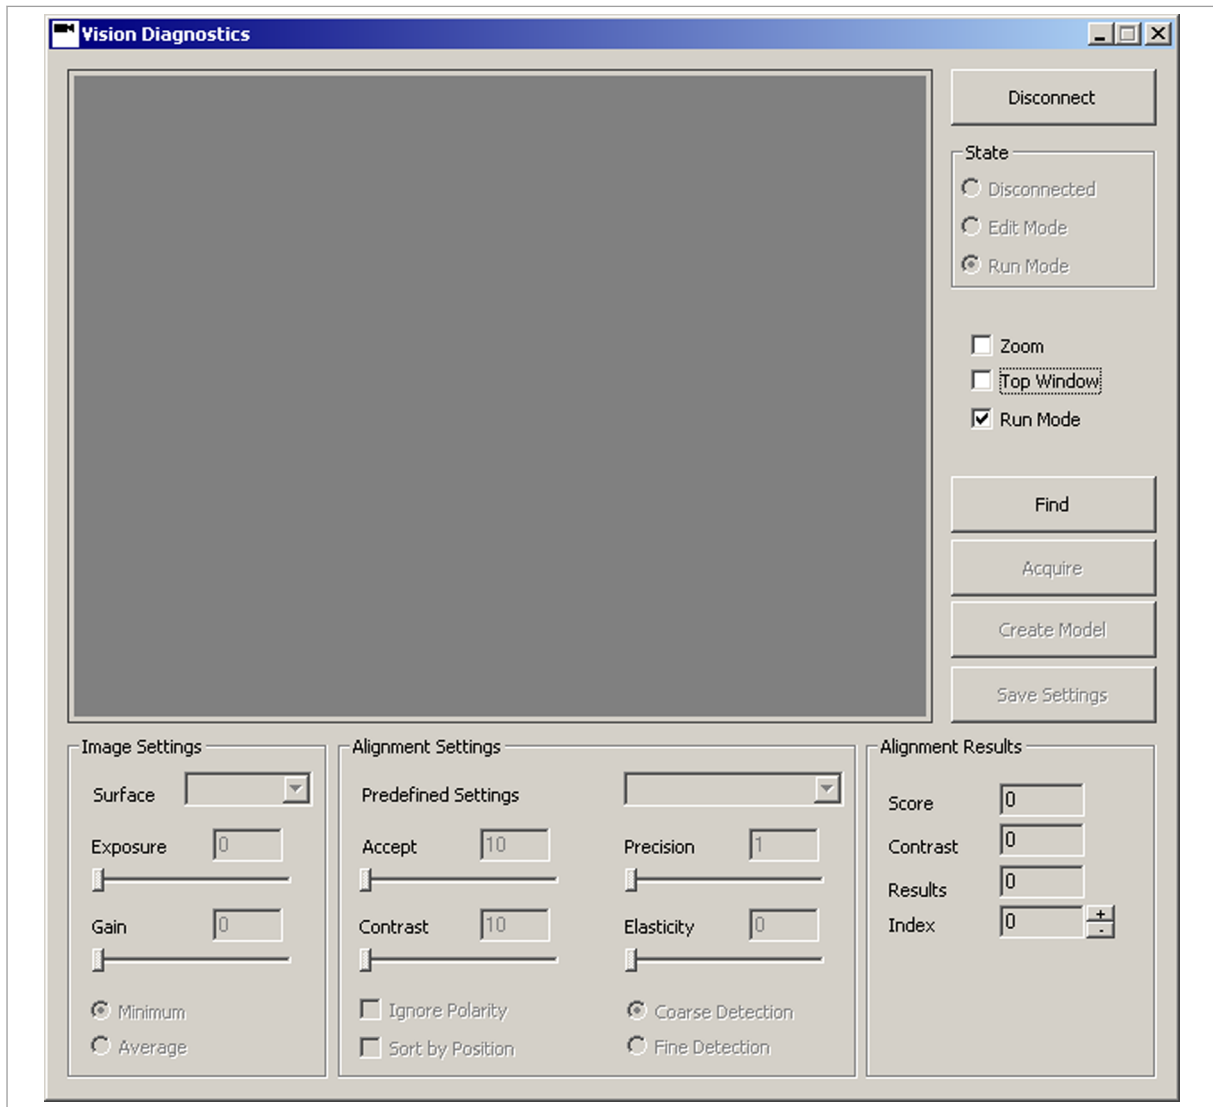 Vision Diagnostics
Disconnect
State
Disconnected
Edit Mode
Run Mode
Zoom
Top Window
Run Mode
Find
Acquire
Create Model
Save Settings
Image Settings
Surface
Exposure 0
Gain 0
Minimum
Average
Alignment Settings
Predefined Settings
Accept 10
Precision 1
Contrast 10
Elasticity 0
Ignore Polarity
Coarse Detection
Sort by Position
Fine Detection
Alignment Results
Score 0
Contrast 0
Results 0
Index 0 + -